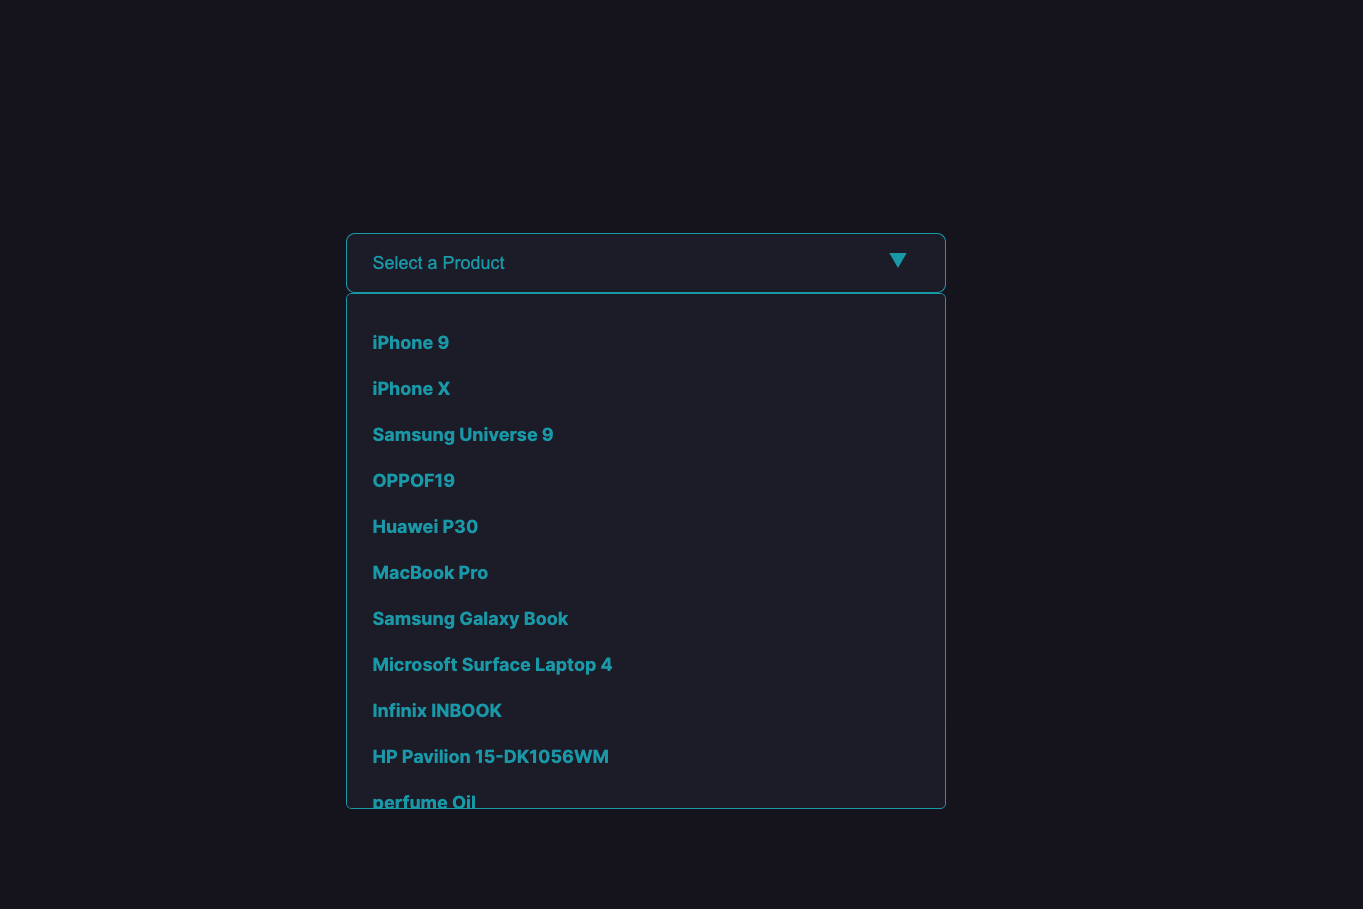 Select a Product
iPhone 9
iPhone X
Samsung Universe 9
OPPOF19
Huawei P30
MacBook Pro
Samsung Galaxy Book
Microsoft Surface Laptop 4
Infinix INBOOK
HP Pavilion 15-DK1056WM
perfume Oil